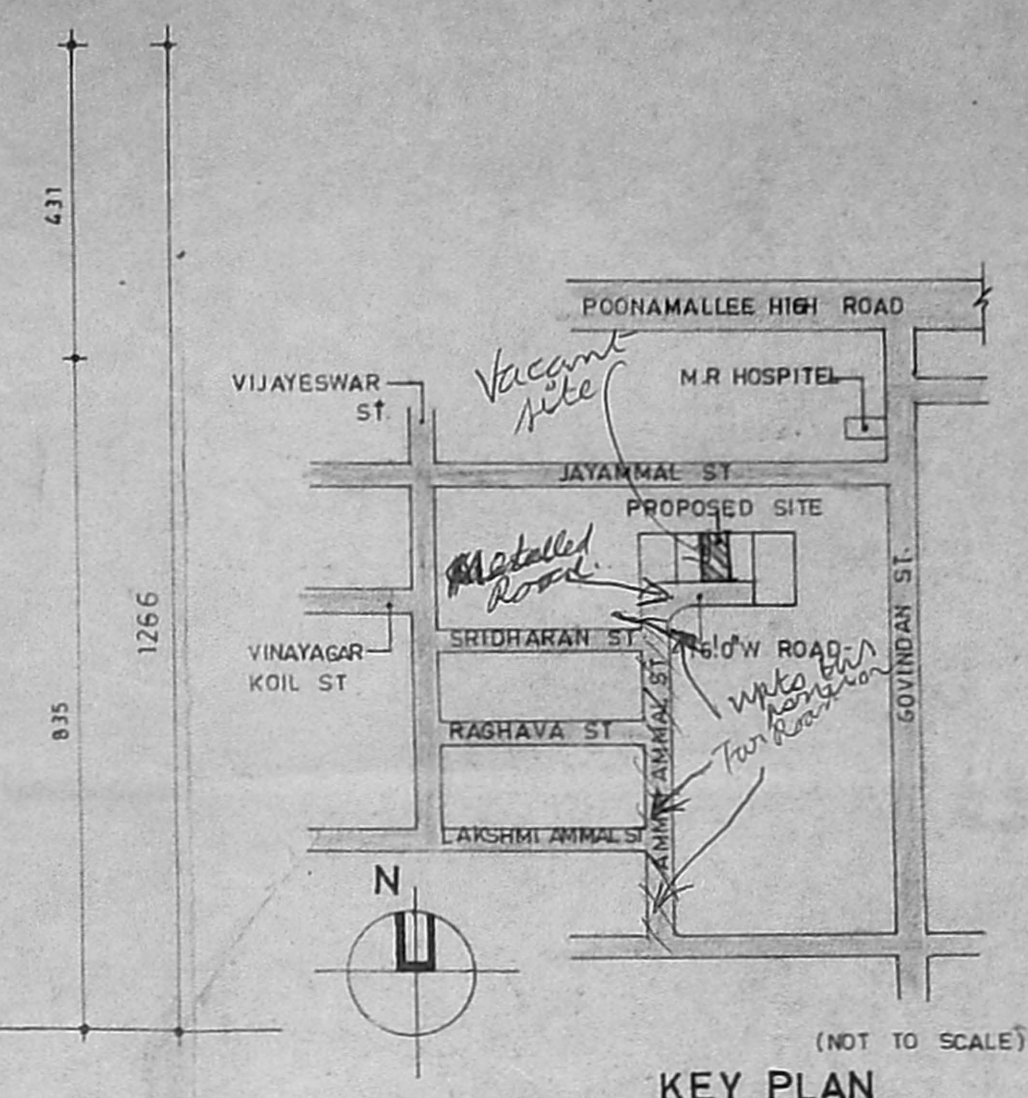 431
1266
835
POONAMALLEE HIGH ROAD
Vacant
site
VIJAYESWAR
ST.
M.R HOSPITEL
JAYAMMAL ST
PROPOSED SITE
Metalled
Road.
SRIDHARAN ST
16'.0"W ROAD
VINAYAGAR
KOIL ST
upto this
portion
Tar Road
RAGHAVA ST
AMMAL ST
GOVINDAN ST.
LAKSHMI AMMAL ST
N
(NOT TO SCALE)
KEY PLAN